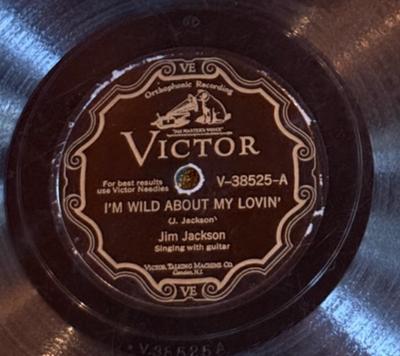 VE
Orthophonic Recording
"HIS MASTER'S VOICE"
VICTOR
For best results
use Victor Needles
V-38525-A
I'M WILD ABOUT MY LOVIN'
(J. Jackson)
Jim Jackson
Singing with guitar
VICTOR TALKING MACHINE CO.
Camden, N.J.
VE
V-38525A